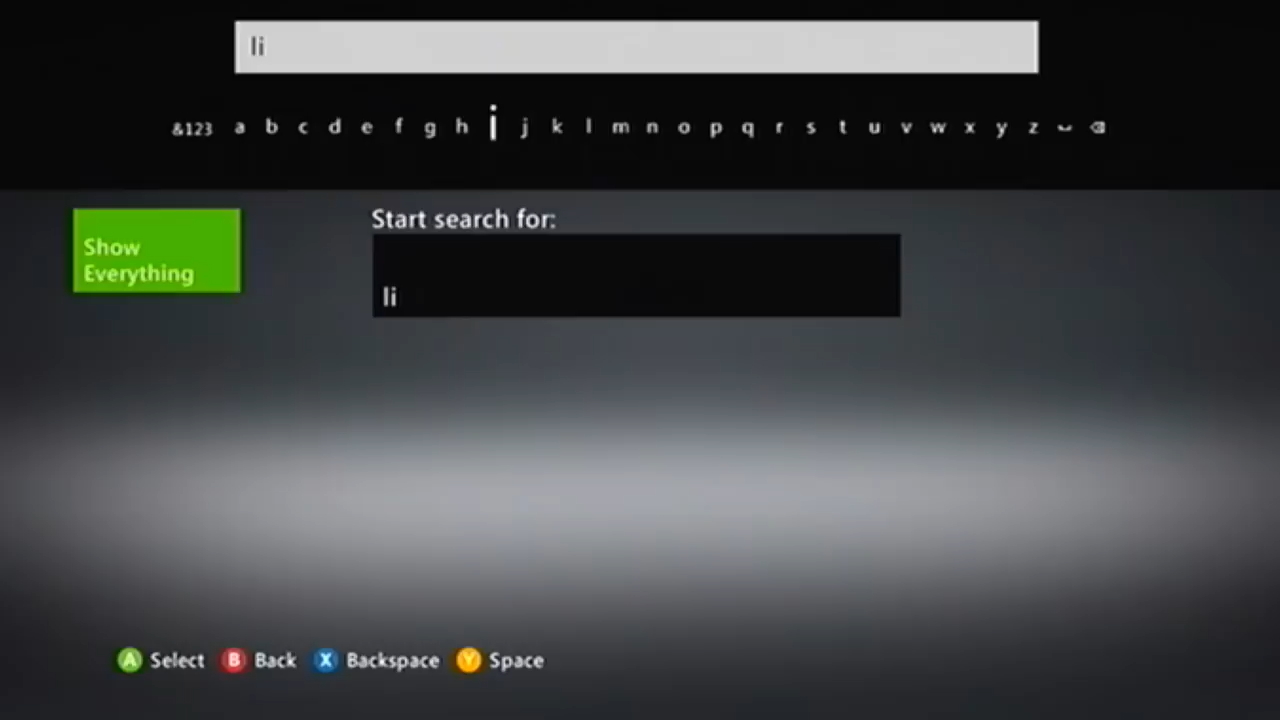 li
&123 a b c d e f g h i j k l m n o p q r s t u v w x y z
Start search for:
Show
Everything
li
A Select B Back X Backspace Y Space